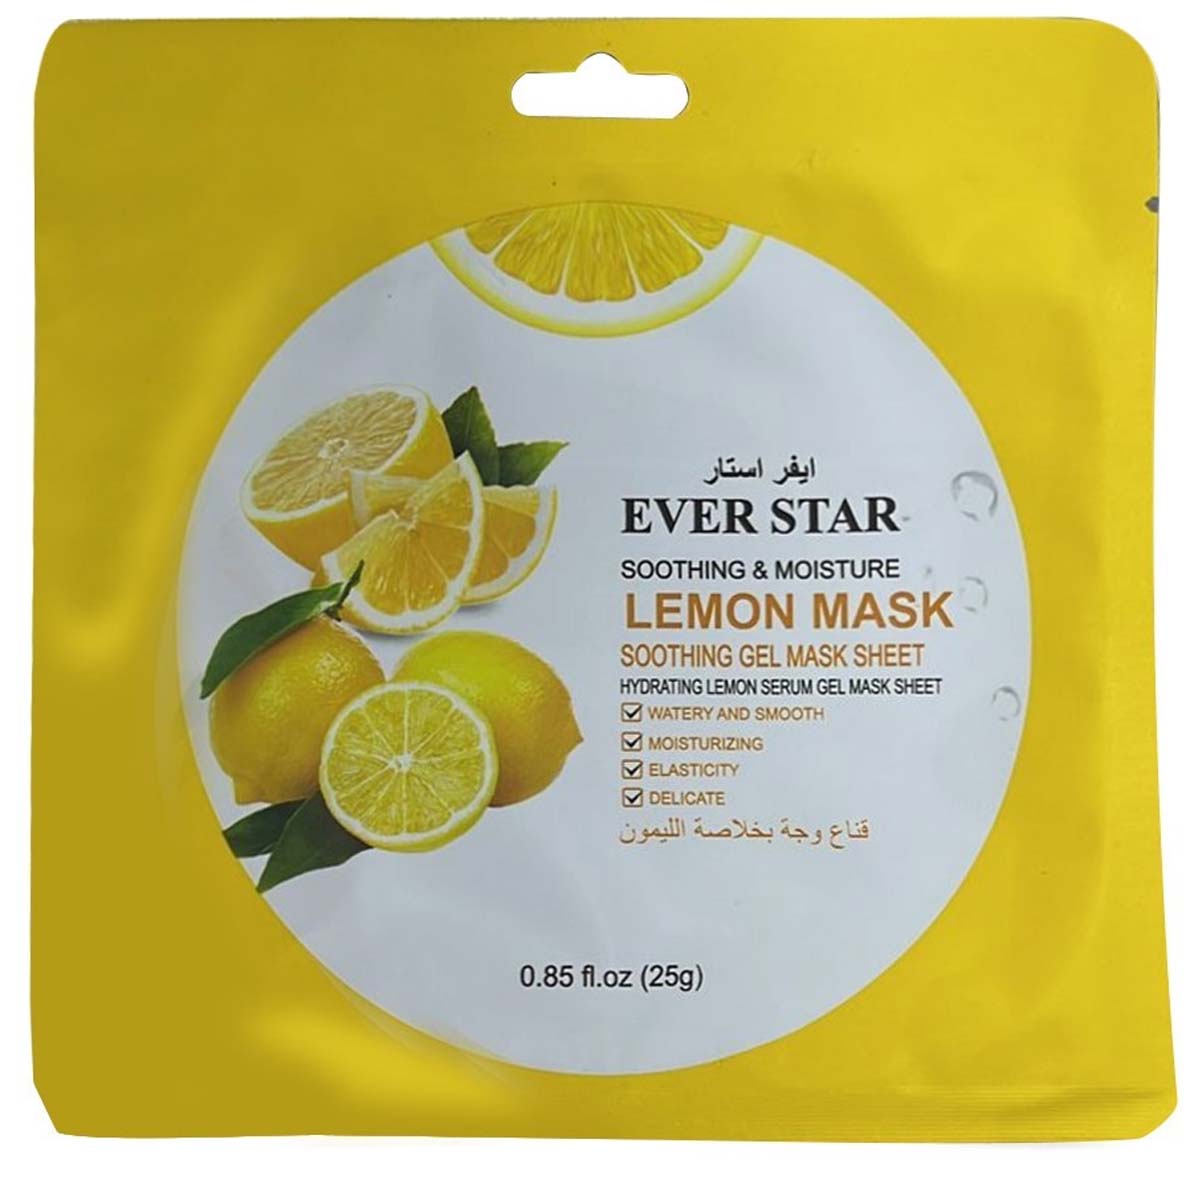 ايفر استار
EVER STAR
SOOTHING & MOISTURE
LEMON MASK
SOOTHING GEL MASK SHEET
HYDRATING LEMON SERUM GEL MASK SHEET
WATERY AND SMOOTH
MOISTURIZING
ELASTICITY
DELICATE
قناع وجة بخلاصة الليمون
0.85 fl.oz (25g)